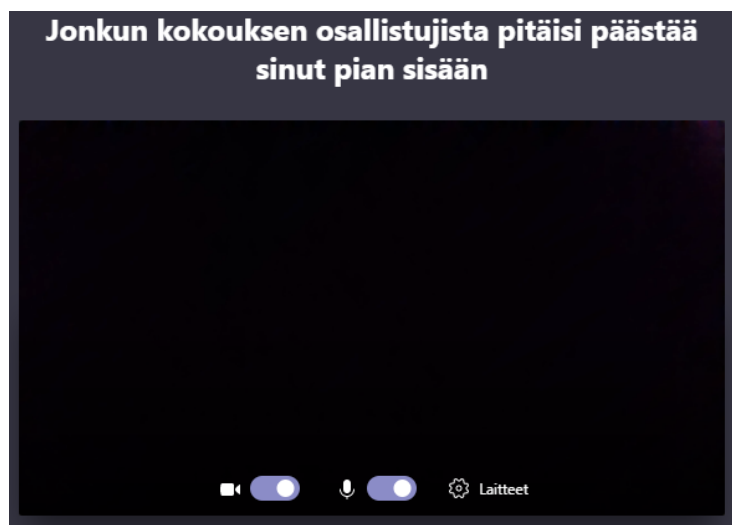 Jonkun kokouksen osallistujista pitäisi päästää
sinut pian sisään
Laitteet